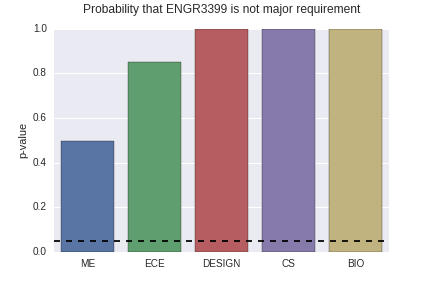 Probability that ENGR3399 is not major requirement
1.0
0.8
0.6
0.4
0.2
0.0
p-value
ME ECE DESIGN CS BIO